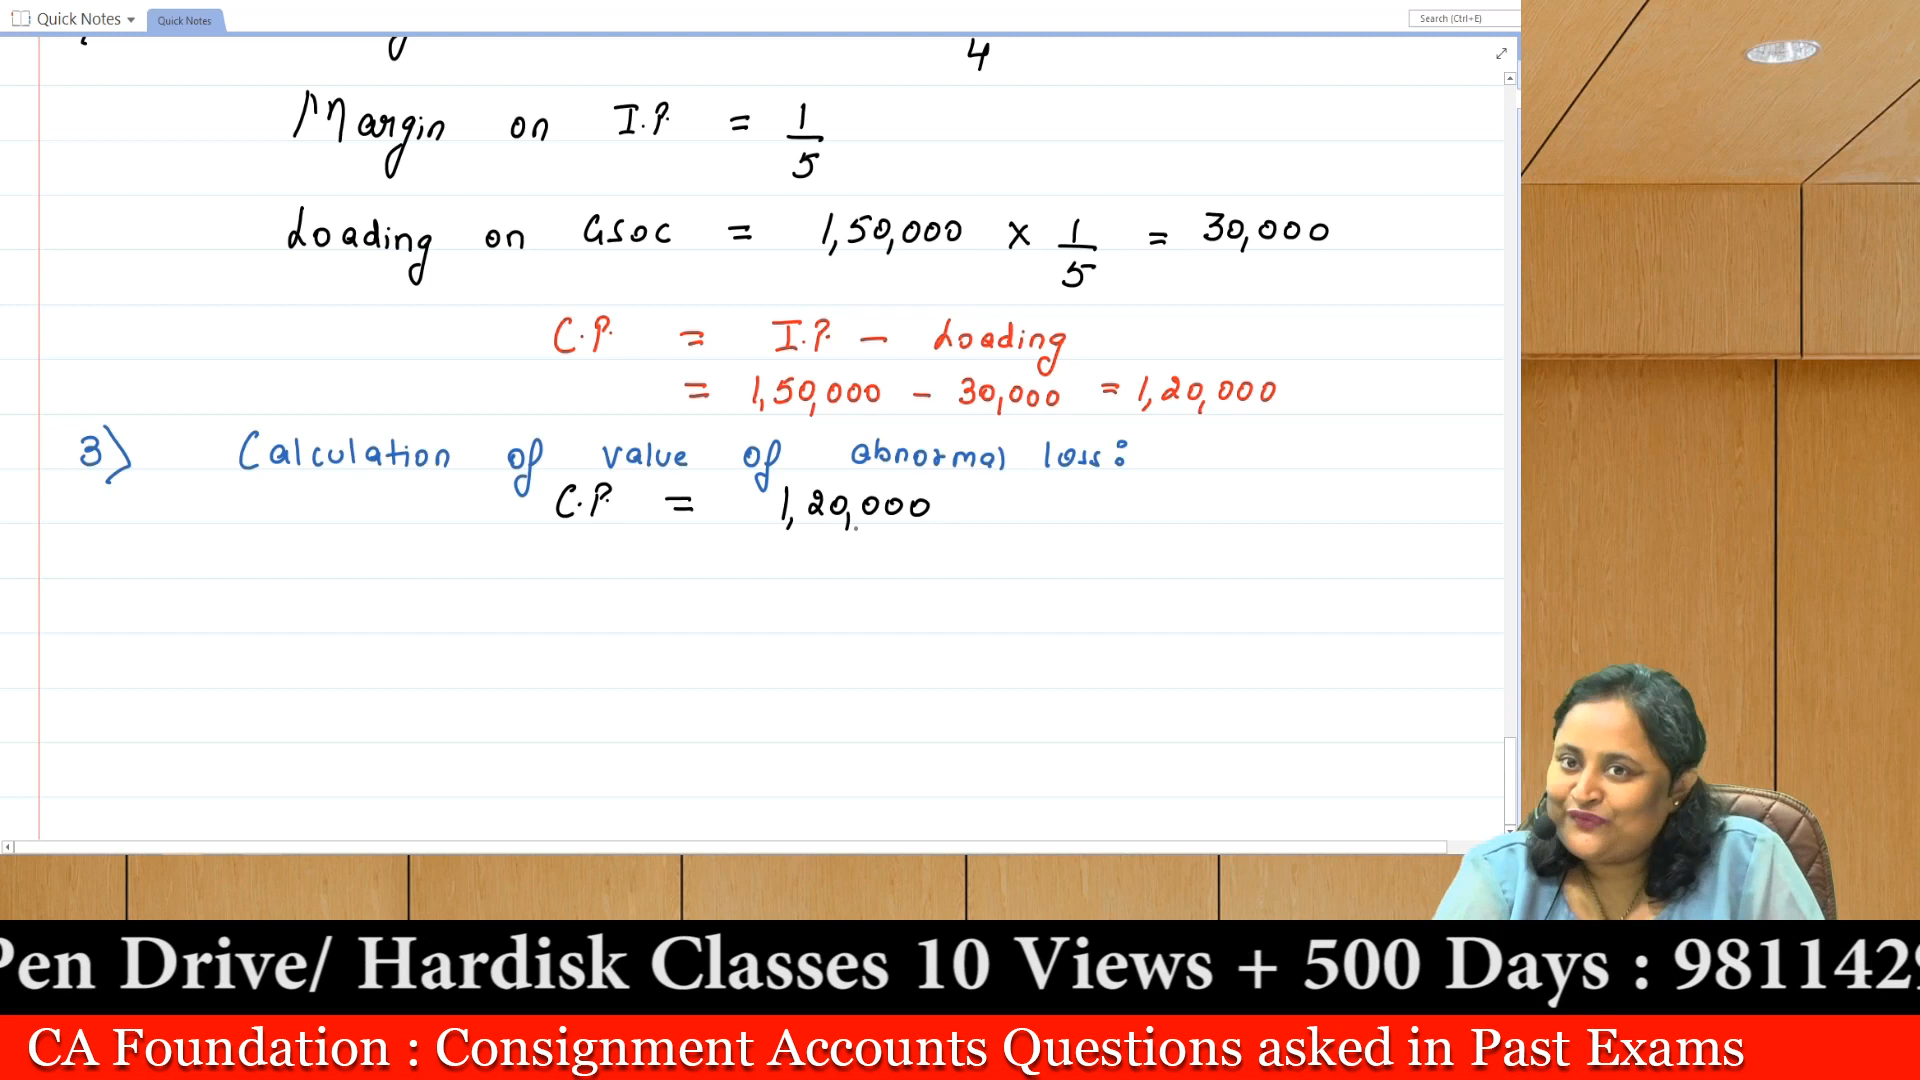 Quick Notes
Quick Notes
Search (Ctrl+E)
4
Margin on I.P. = 1/5
Loading on GSOC = 1,50,000 × 1/5 = 30,000
C.P. = I.P. - Loading
= 1,50,000 - 30,000 = 1,20,000
3) Calculation of value of abnormal loss:
C.P. = 1,20,000
Pen Drive/ Hardisk Classes 10 Views + 500 Days : 981142
CA Foundation : Consignment Accounts Questions asked in Past Exams